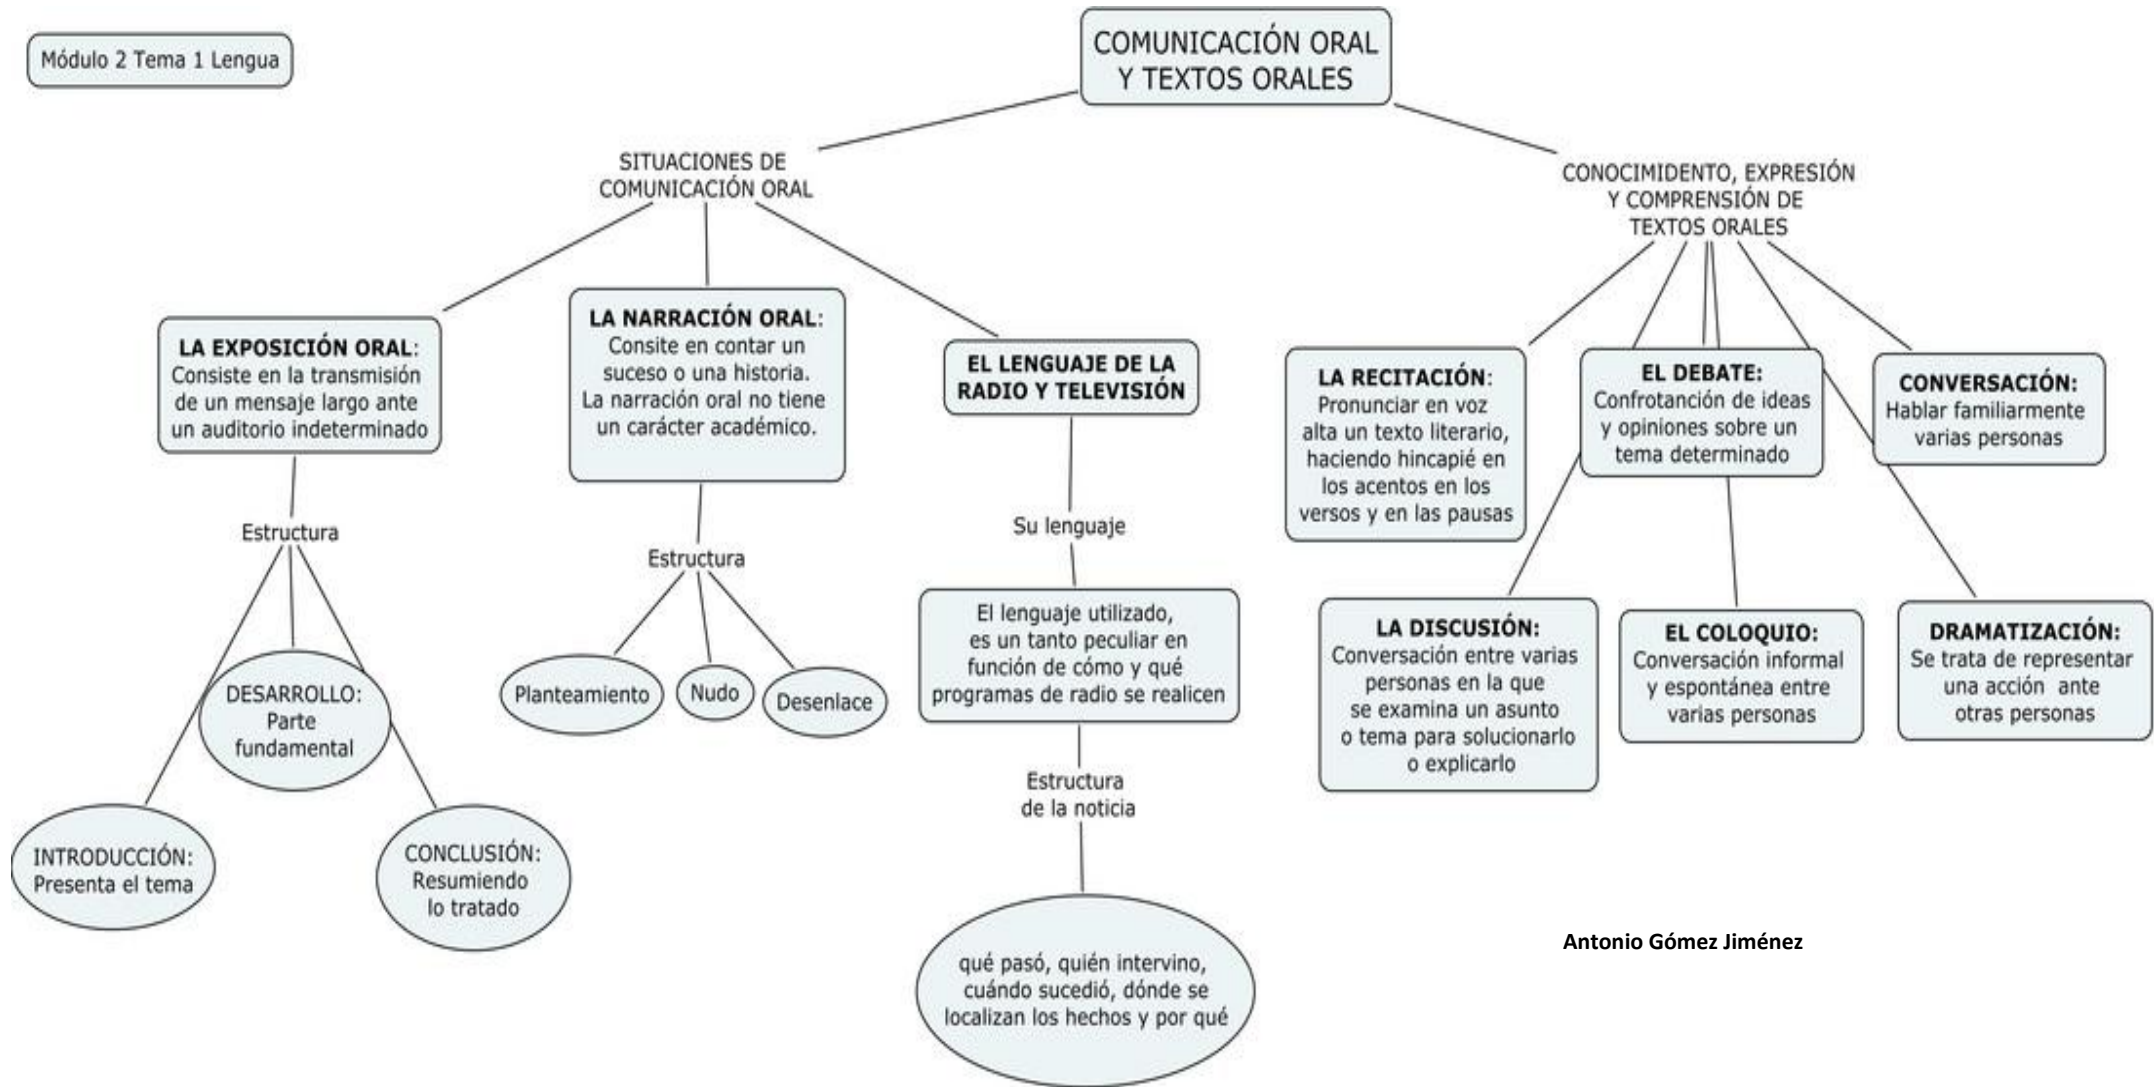 Módulo 2 Tema 1 Lengua
COMUNICACIÓN ORAL
Y TEXTOS ORALES
SITUACIONES DE
COMUNICACIÓN ORAL
CONOCIMIDENTO, EXPRESIÓN
Y COMPRENSIÓN DE
TEXTOS ORALES
LA EXPOSICIÓN ORAL:
Consiste en la transmisión
de un mensaje largo ante
un auditorio indeterminado
LA NARRACIÓN ORAL:
Consite en contar un
suceso o una historia.
La narración oral no tiene
un carácter académico.
EL LENGUAJE DE LA
RADIO Y TELEVISIÓN
LA RECITACIÓN:
Pronunciar en voz
alta un texto literario,
haciendo hincapié en
los acentos en los
versos y en las pausas
EL DEBATE:
Confrotanción de ideas
y opiniones sobre un
tema determinado
CONVERSACIÓN:
Hablar familiarmente
varias personas
Estructura
Estructura
Su lenguaje
El lenguaje utilizado,
es un tanto peculiar en
función de cómo y qué
programas de radio se realicen
LA DISCUSIÓN:
Conversación entre varias
personas en la que
se examina un asunto
o tema para solucionarlo
o explicarlo
EL COLOQUIO:
Conversación informal
y espontánea entre
varias personas
DRAMATIZACIÓN:
Se trata de representar
una acción ante
otras personas
DESARROLLO:
Parte
fundamental
Planteamiento
Nudo
Desenlace
Estructura
de la noticia
INTRODUCCIÓN:
Presenta el tema
CONCLUSIÓN:
Resumiendo
lo tratado
qué pasó, quién intervino,
cuándo sucedió, dónde se
localizan los hechos y por qué
Antonio Gómez Jiménez